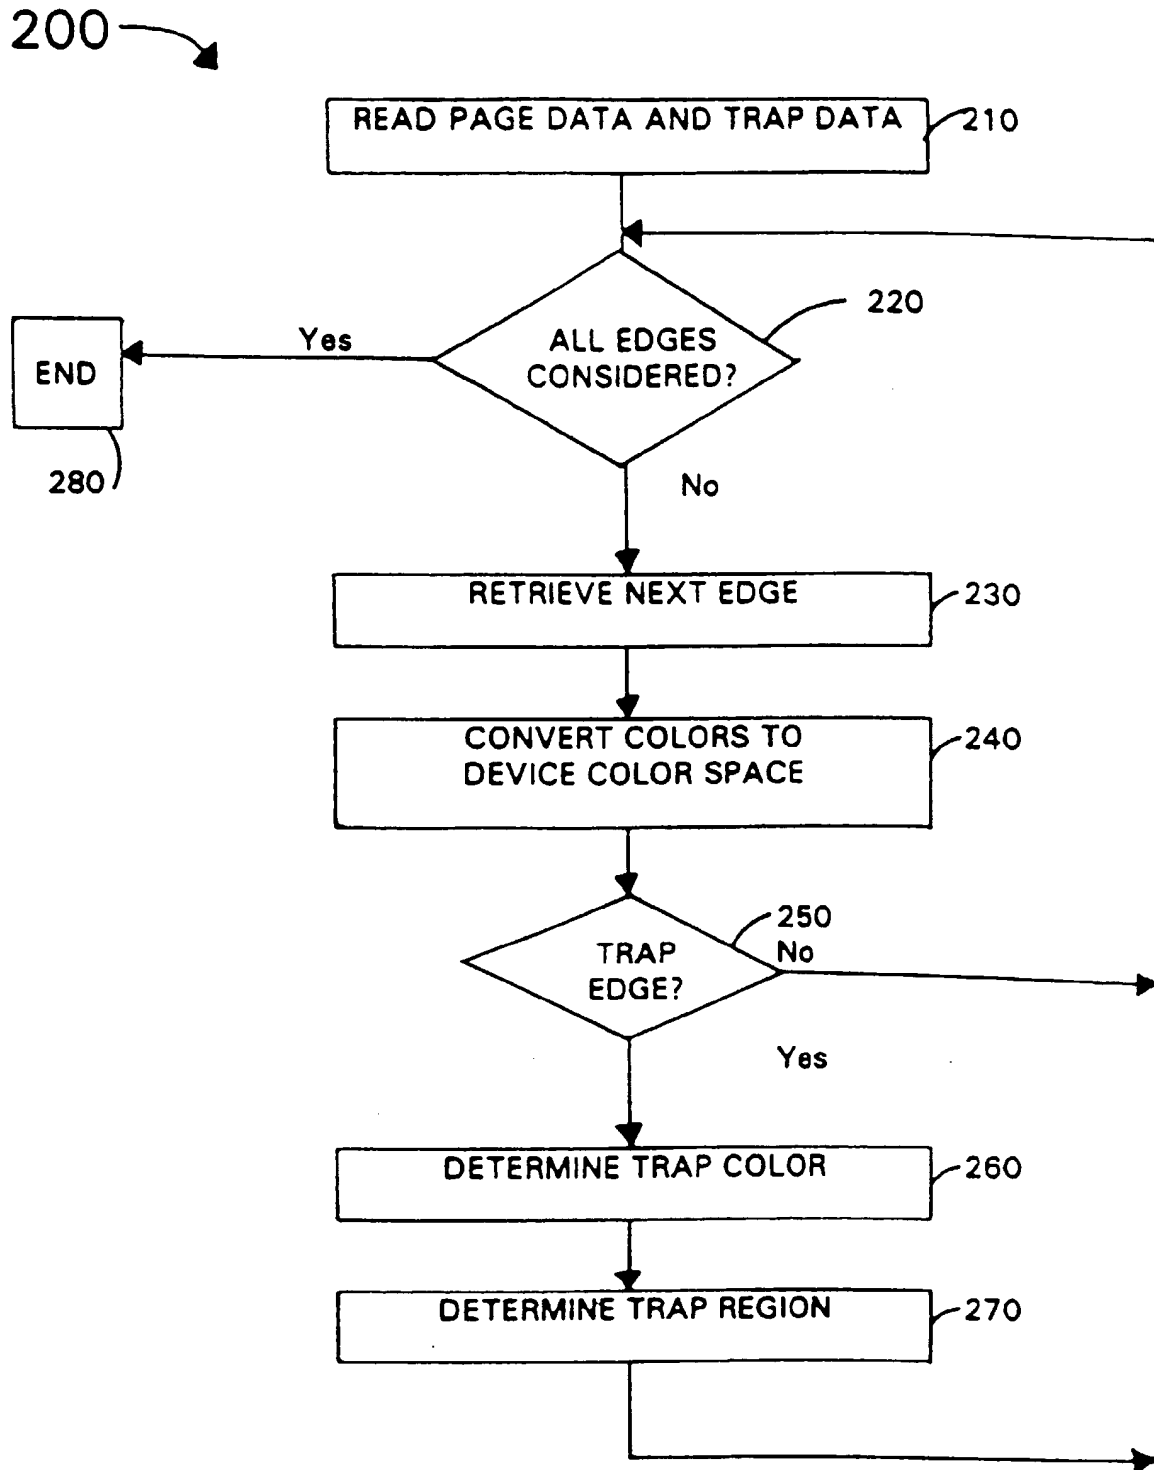 200
READ PAGE DATA AND TRAP DATA
210
220
ALL EDGES
CONSIDERED?
Yes
END
280
No
RETRIEVE NEXT EDGE
230
CONVERT COLORS TO
DEVICE COLOR SPACE
240
250
TRAP
EDGE?
No
Yes
DETERMINE TRAP COLOR
260
DETERMINE TRAP REGION
270